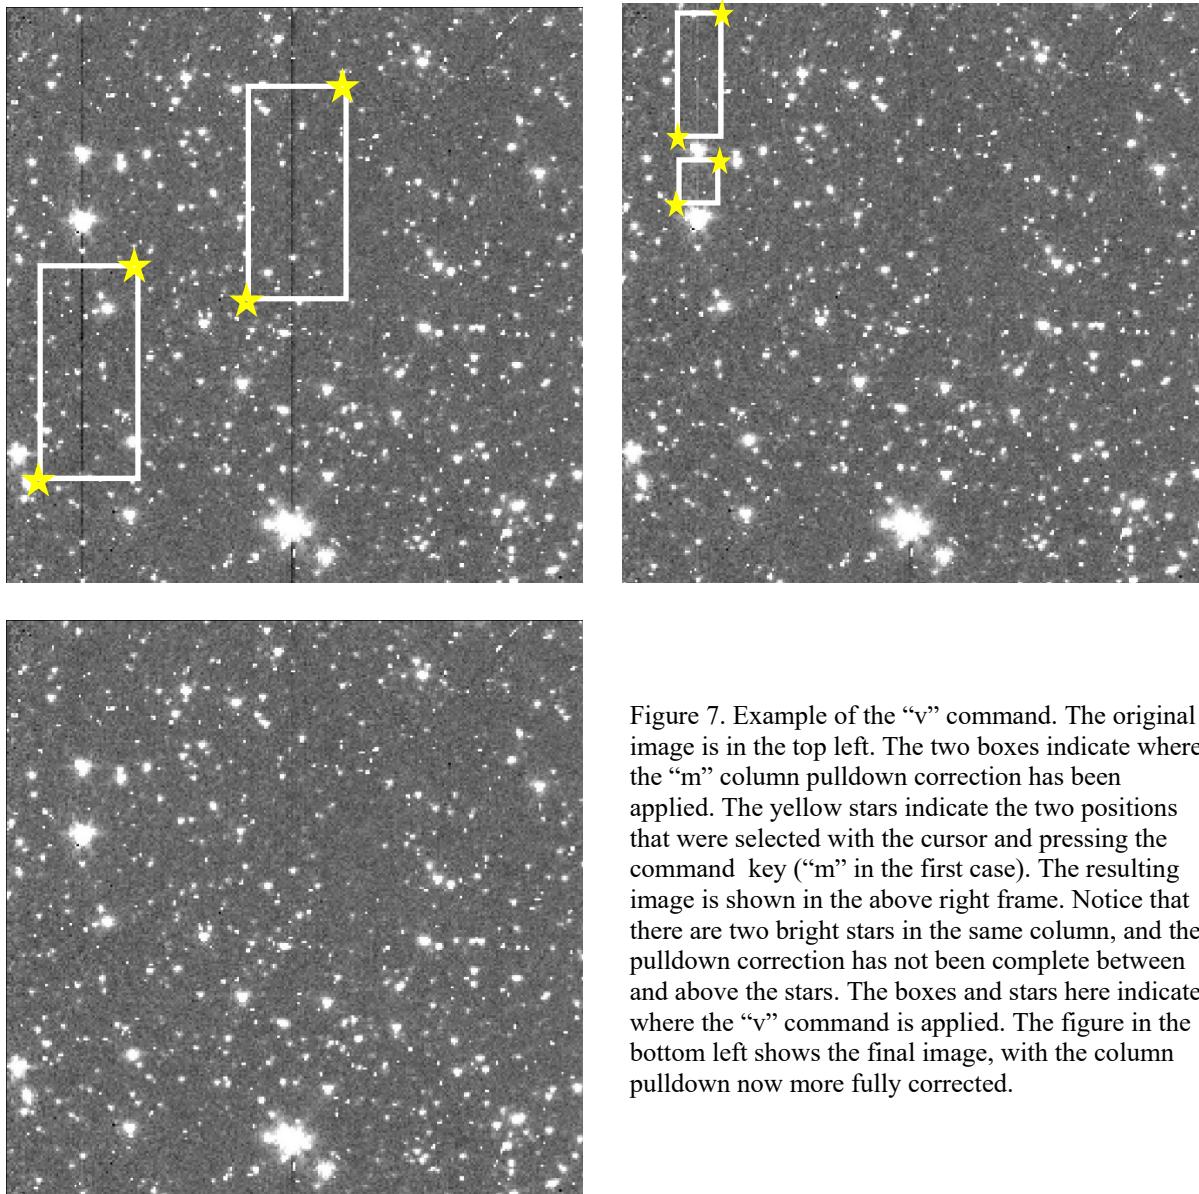 Figure 7. Example of the “v” command. The original
image is in the top left. The two boxes indicate where
the “m” column pulldown correction has been
applied. The yellow stars indicate the two positions
that were selected with the cursor and pressing the
command  key (“m” in the first case). The resulting
image is shown in the above right frame. Notice that
there are two bright stars in the same column, and the
pulldown correction has not been complete between
and above the stars. The boxes and stars here indicate
where the “v” command is applied. The figure in the
bottom left shows the final image, with the column
pulldown now more fully corrected.